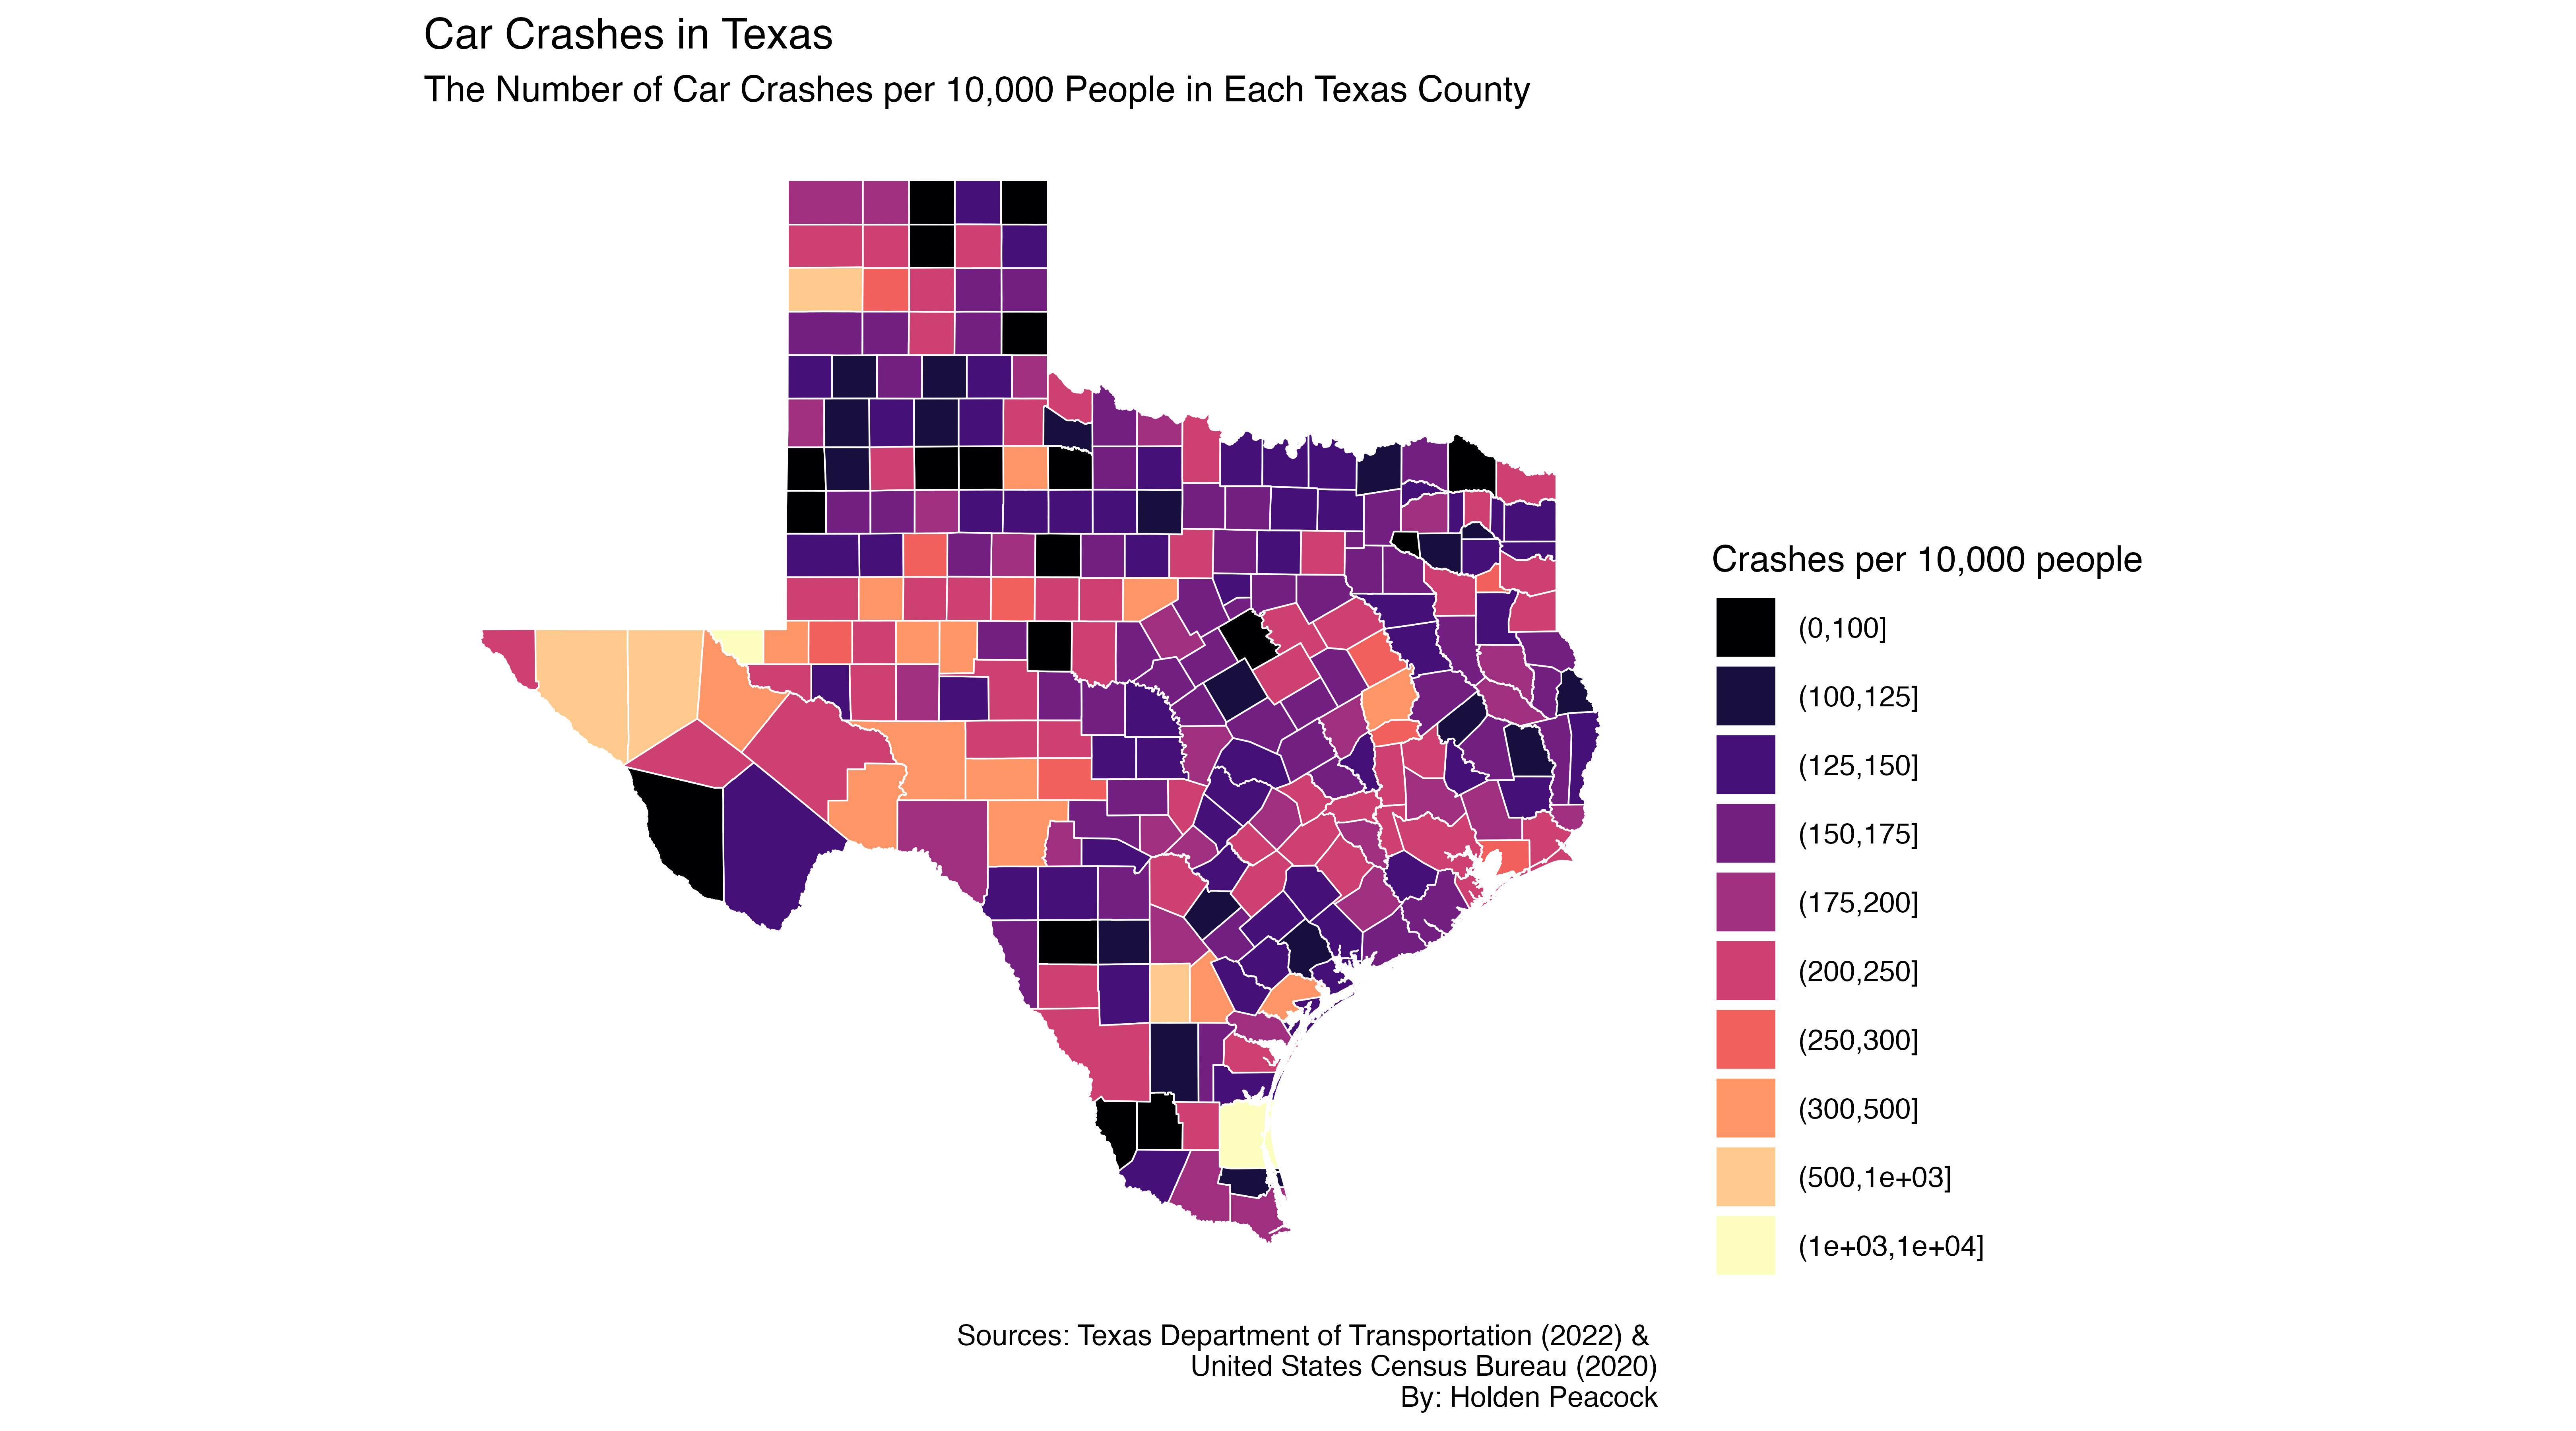 Car Crashes in Texas
The Number of Car Crashes per 10,000 People in Each Texas County
Crashes per 10,000 people
(0,100]
(100,125]
(125,150]
(150,175]
(175,200]
(200,250]
(250,300]
(300,500]
(500,1e+03]
(1e+03,1e+04]
Sources: Texas Department of Transportation (2022) &
United States Census Bureau (2020)
By: Holden Peacock